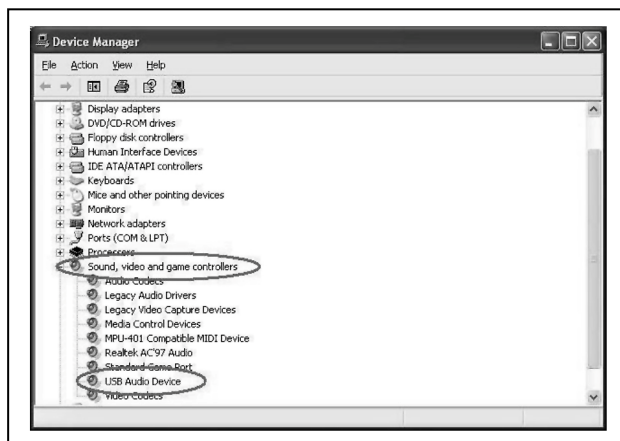 Device Manager
File Action View Help
Display adapters
DVD/CD-ROM drives
Floppy disk controllers
Human Interface Devices
IDE ATA/ATAPI controllers
Keyboards
Mice and other pointing devices
Monitors
Network adapters
Ports (COM & LPT)
Processors
Sound, video and game controllers
Audio Codecs
Legacy Audio Drivers
Legacy Video Capture Devices
Media Control Devices
MPU-401 Compatible MIDI Device
Realtek AC'97 Audio
Standard Game Port
USB Audio Device
Video Codecs